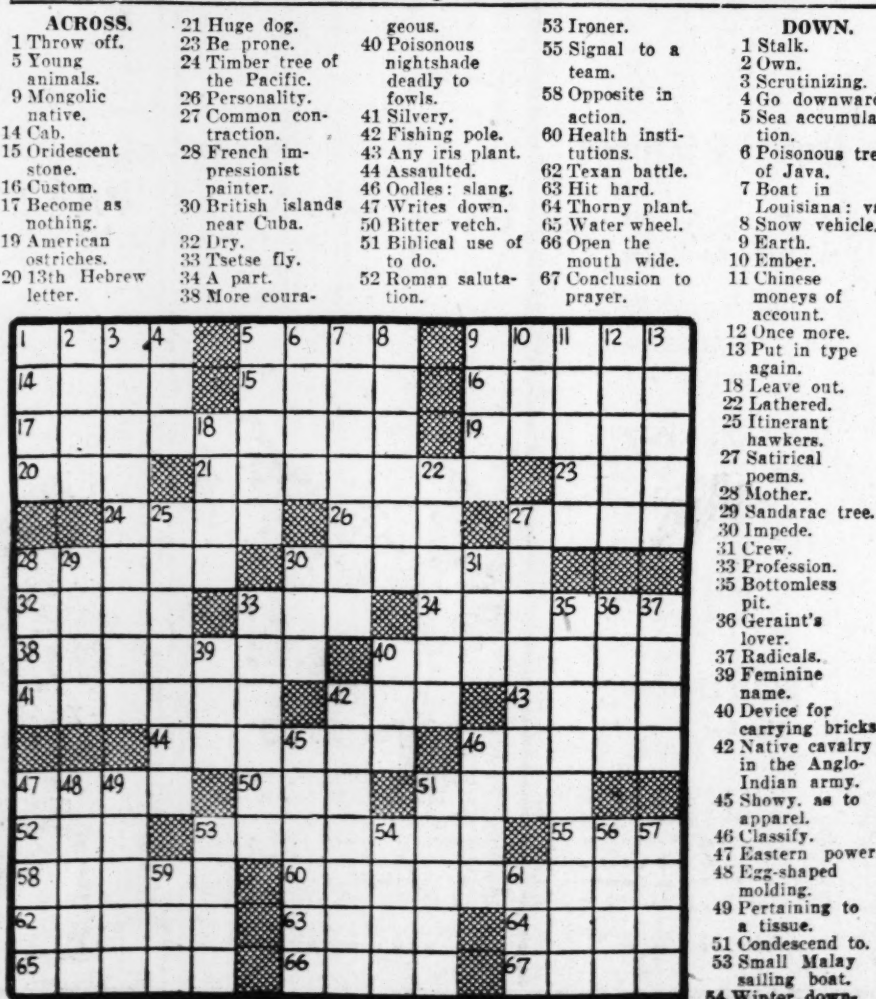 ACROSS.
1 Throw off.
5 Young
animals.
9 Mongolic
native.
14 Cab.
15 Oridescent
stone.
16 Custom.
17 Become as
nothing.
19 American
ostriches.
20 13th Hebrew
letter.
21 Huge dog.
23 Be prone.
24 Timber tree of
the Pacific.
26 Personality.
27 Common con-
traction.
28 French im-
pressionist
painter.
30 British islands
near Cuba.
32 Dry.
33 Tsetse fly.
34 A part.
38 More coura-
geous.
40 Poisonous
nightshade
deadly to
fowls.
41 Silvery.
42 Fishing pole.
43 Any iris plant.
44 Assaulted.
46 Oodles: slang.
47 Writes down.
50 Bitter vetch.
51 Biblical use of
to do.
52 Roman saluta-
tion.
53 Ironer.
55 Signal to a
team.
58 Opposite in
action.
60 Health insti-
tutions.
62 Texan battle.
63 Hit hard.
64 Thorny plant.
65 Water wheel.
66 Open the
mouth wide.
67 Conclusion to
prayer.
DOWN.
1 Stalk.
2 Own.
3 Scrutinizing.
4 Go downward
5 Sea accumula
tion.
6 Poisonous tre
of Java.
7 Boat in
Louisiana: va
8 Snow vehicle.
9 Earth.
10 Ember.
11 Chinese
moneys of
account.
12 Once more.
13 Put in type
again.
18 Leave out.
22 Lathered.
25 Itinerant
hawkers.
27 Satirical
poems.
28 Mother.
29 Sandarac tree.
30 Impede.
31 Crew.
33 Profession.
35 Bottomless
pit.
36 Geraint's
lover.
37 Radicals.
39 Feminine
name.
40 Device for
carrying bricks
42 Native cavalry
in the Anglo-
Indian army.
45 Showy. as to
apparel.
46 Classify.
47 Eastern power
48 Egg-shaped
molding.
49 Pertaining to
a tissue.
51 Condescend to.
53 Small Malay
sailing boat.
54 Winter down-
1 2 3 4 5 6 7 8 9 10 11 12 13
14 15 16
17 18 19
20 21 22 23
24 25 26 27
28 29 30 31
32 33 34 35 36 37
38 39 40
41 42 43
44 45 46
47 48 49 50 51
52 53 54 55 56 57
58 59 60 61
62 63 64
65 66 67